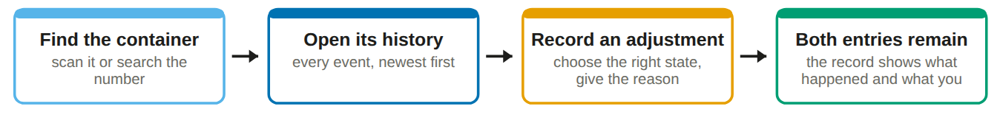 Find the container
scan it or search the
number
Open its history
every event, newest first
Record an adjustment
choose the right state,
give the reason
Both entries remain
the record shows what
happened and what you